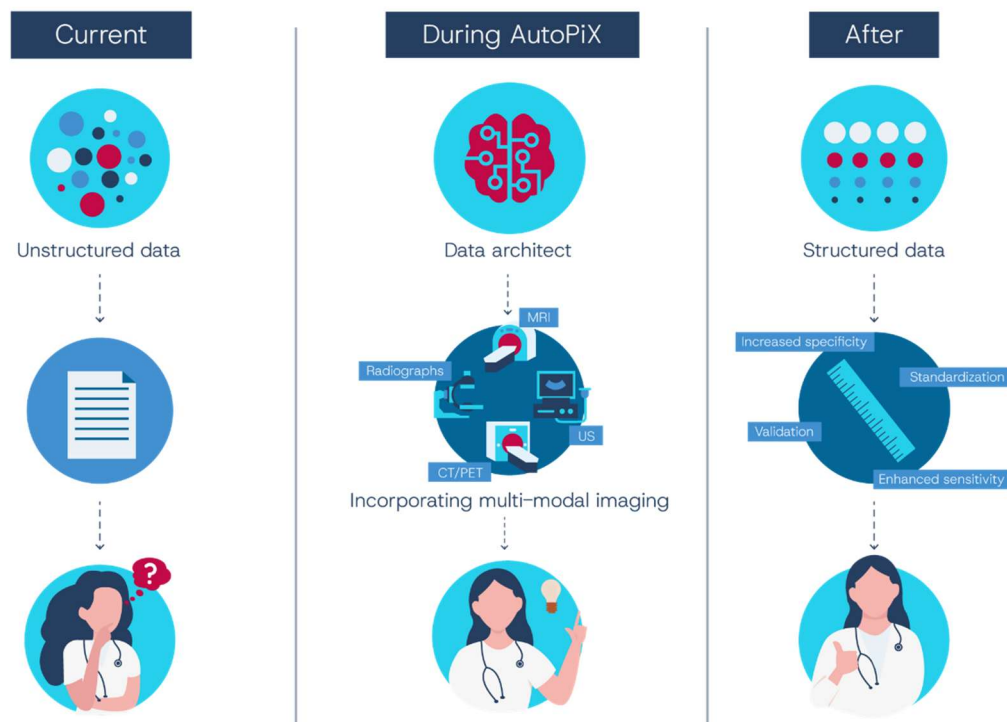 Current
During AutoPiX
After
Unstructured data
Data architect
Structured data
MRI
Radiographs
US
CT/PET
Incorporating multi-modal imaging
Increased specificity
Standardization
Validation
Enhanced sensitivity
?